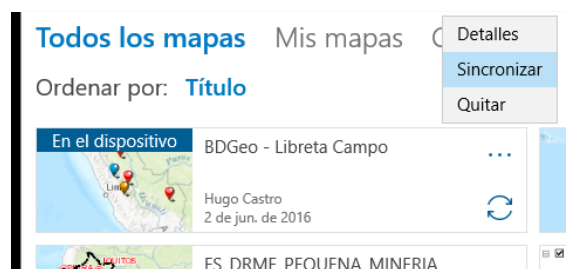 Todos los mapas Mis mapas
Detalles
Sincronizar
Quitar
Ordenar por: Título
En el dispositivo
BDGeo - Libreta Campo
...
Hugo Castro
2 de jun. de 2016
ES_DRME_PEQUENA_MINERIA